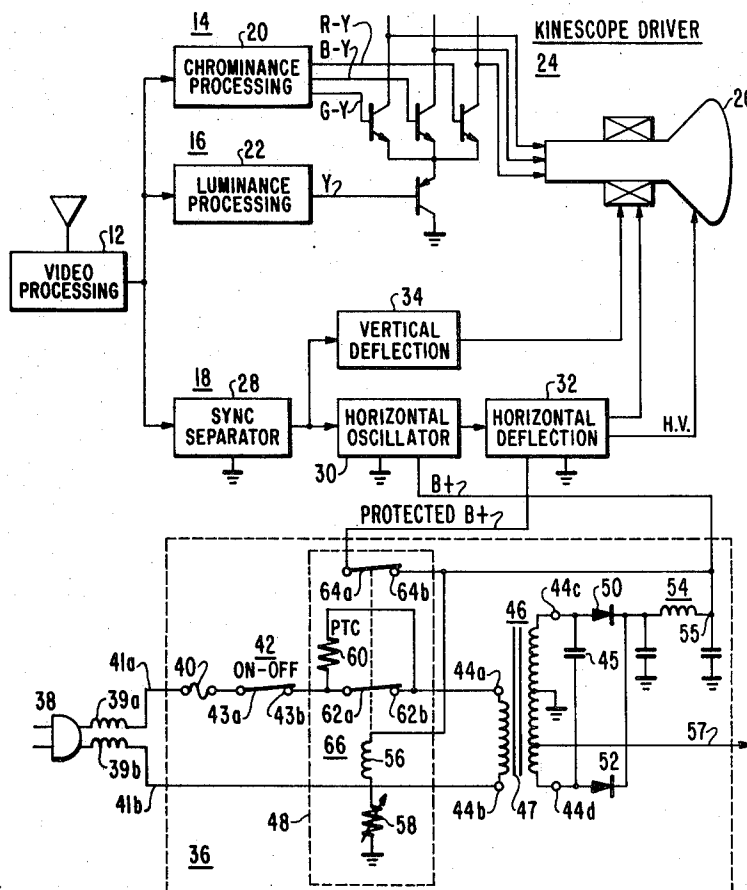 14
20
R-Y
B-Y
KINESCOPE DRIVER
24
CHROMINANCE
PROCESSING
G-Y
16
22
LUMINANCE
PROCESSING
Y
12
VIDEO
PROCESSING
34
VERTICAL
DEFLECTION
18
28
SYNC
SEPARATOR
HORIZONTAL
OSCILLATOR
30
32
HORIZONTAL
DEFLECTION
H.V.
B+
PROTECTED B+
64a
64b
44c
50
54
PTC
60
46
45
55
41a
40
42
ON-OFF
43a
43b
62a
62b
44a
38
39a
39b
66
56
57
52
41b
48
58
44b
47
44d
36